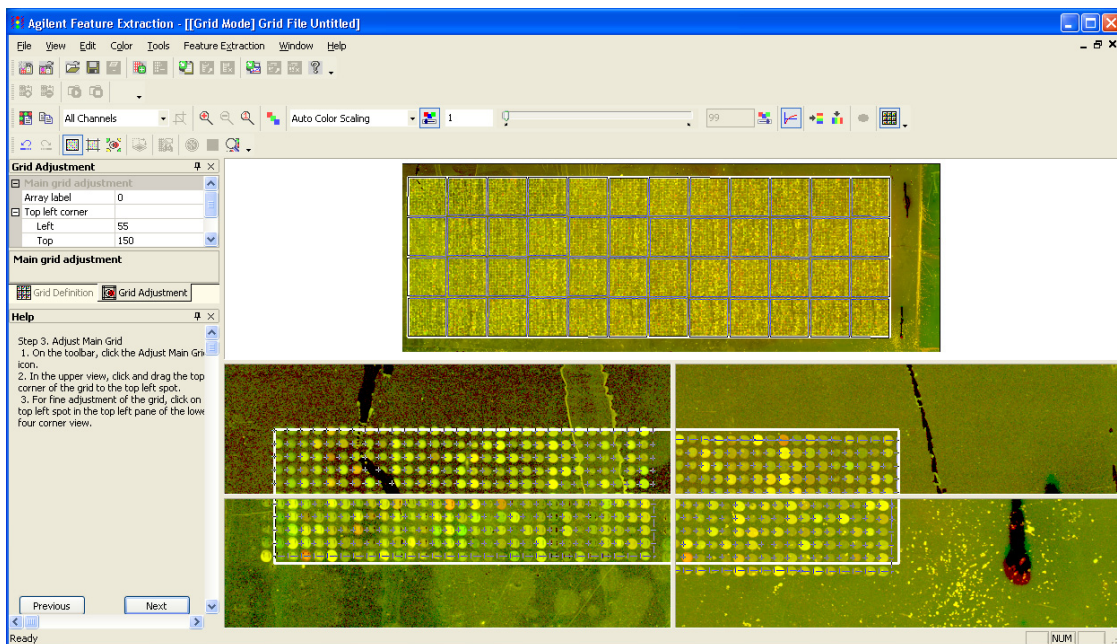 Agilent Feature Extraction - [[Grid Mode] Grid File Untitled]
File View Edit Color Tools Feature Extraction Window Help
All Channels Auto Color Scaling 1 99
Grid Adjustment
Main grid adjustment
Array label 0
Top left corner
Left 55
Top 150
Main grid adjustment
Grid Definition Grid Adjustment
Help
Step 3. Adjust Main Grid
1. On the toolbar, click the Adjust Main Gri
icon.
2. In the upper view, click and drag the top
corner of the grid to the top left spot.
3. For fine adjustment of the grid, click on
top left spot in the top left pane of the lowe
four corner view.
Previous Next
Ready NUM